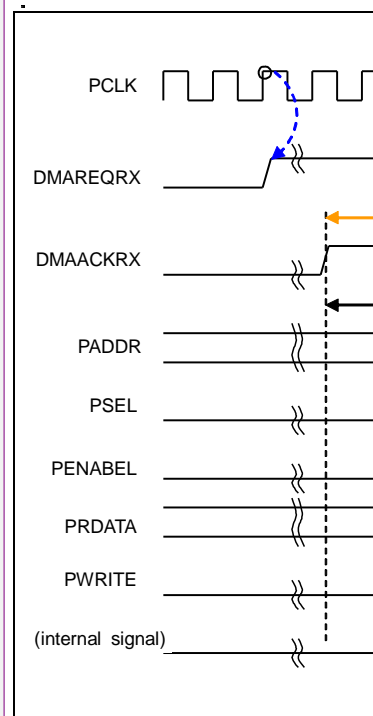 PCLK
DMAREQRX
DMAACKRX
PADDR
PSEL
PENABEL
PRDATA
PWRITE
(internal signal)